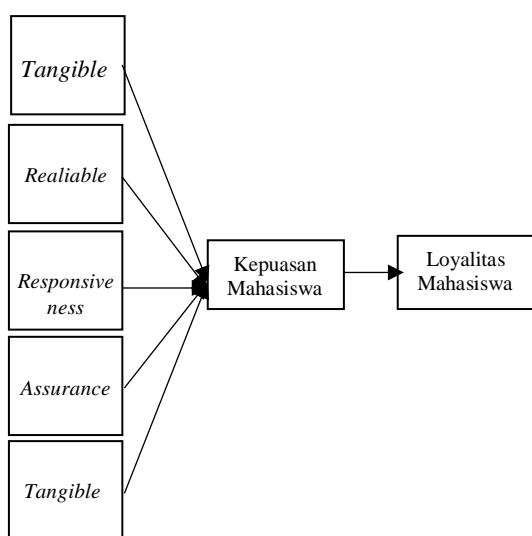 Tangible
Realiable
Responsive
ness
Assurance
Tangible
Kepuasan
Mahasiswa
Loyalitas
Mahasiswa